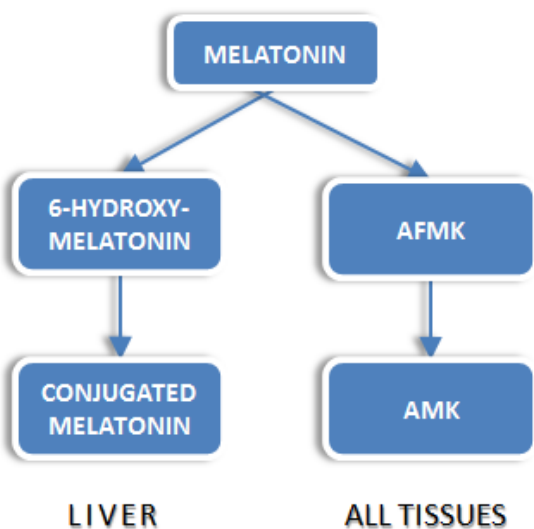 MELATONIN
6-HYDROXY-
MELATONIN
AFMK
CONJUGATED
MELATONIN
AMK
LIVER
ALL TISSUES